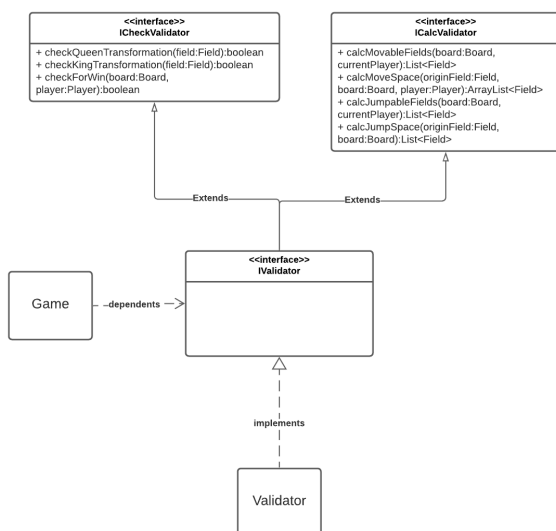 <<interface>>
ICheckValidator
+ checkQueenTransformation(field:Field):boolean
+ checkKingTransformation(field:Field):boolean
+ checkForWin(board:Board,
player:Player):boolean
<<interface>>
ICalcValidator
+ calcMovableFields(board:Board,
currentPlayer):List<Field>
+ calcMoveSpace(originField:Field,
board:Board, player:Player):ArrayList<Field>
+ calcJumpableFields(board:Board,
currentPlayer):List<Field>
+ calcJumpSpace(originField:Field,
board:Board):List<Field>
Extends
Extends
<<interface>>
IValidator
Game
dependents
implements
Validator